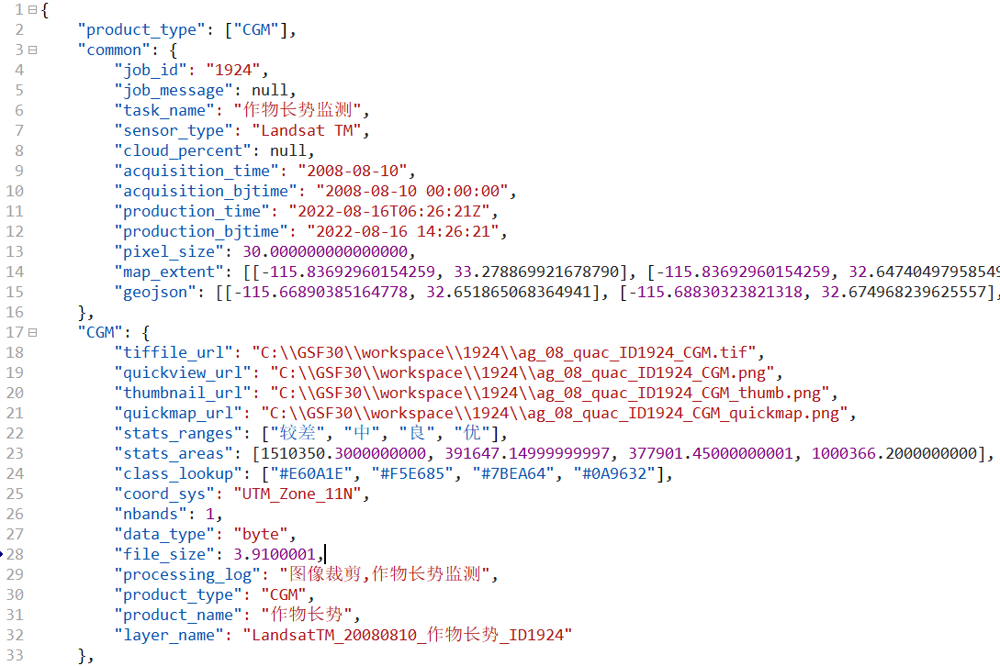 1 {
2 "product_type": ["CGM"],
3 "common": {
4 "job_id": "1924",
5 "job_message": null,
6 "task_name": "作物长势监测",
7 "sensor_type": "Landsat TM",
8 "cloud_percent": null,
9 "acquisition_time": "2008-08-10",
10 "acquisition_bjtime": "2008-08-10 00:00:00",
11 "production_time": "2022-08-16T06:26:21Z",
12 "production_bjtime": "2022-08-16 14:26:21",
13 "pixel_size": 30.000000000000000,
14 "map_extent": [[-115.83692960154259, 33.278869921678790], [-115.83692960154259, 32.64740497958549
15 "geojson": [[-115.66890385164778, 32.651865068364941], [-115.68830323821318, 32.674968239625557],
16 },
17 "CGM": {
18 "tiffile_url": "C:\\GSF30\\workspace\\1924\\ag_08_quac_ID1924_CGM.tif",
19 "quickview_url": "C:\\GSF30\\workspace\\1924\\ag_08_quac_ID1924_CGM.png",
20 "thumbnail_url": "C:\\GSF30\\workspace\\1924\\ag_08_quac_ID1924_CGM_thumb.png",
21 "quickmap_url": "C:\\GSF30\\workspace\\1924\\ag_08_quac_ID1924_CGM_quickmap.png",
22 "stats_ranges": ["较差", "中", "良", "优"],
23 "stats_areas": [1510350.3000000000, 391647.14999999997, 377901.45000000001, 1000366.2000000000],
24 "class_lookup": ["#E60A1E", "#F5E685", "#7BEA64", "#0A9632"],
25 "coord_sys": "UTM_Zone_11N",
26 "nbands": 1,
27 "data_type": "byte",
28 "file_size": 3.9100001,
29 "processing_log": "图像裁剪,作物长势监测",
30 "product_type": "CGM",
31 "product_name": "作物长势",
32 "layer_name": "LandsatTM_20080810_作物长势_ID1924"
33 },